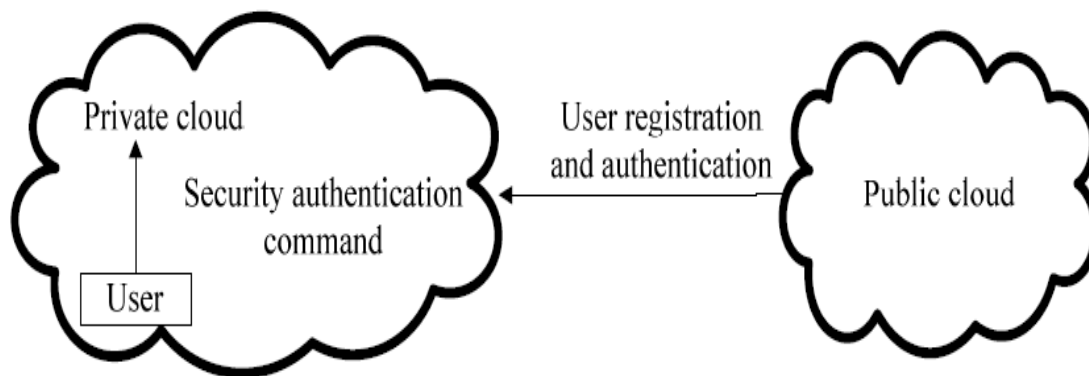 Private cloud
Security authentication
command
User
User registration
and authentication
Public cloud